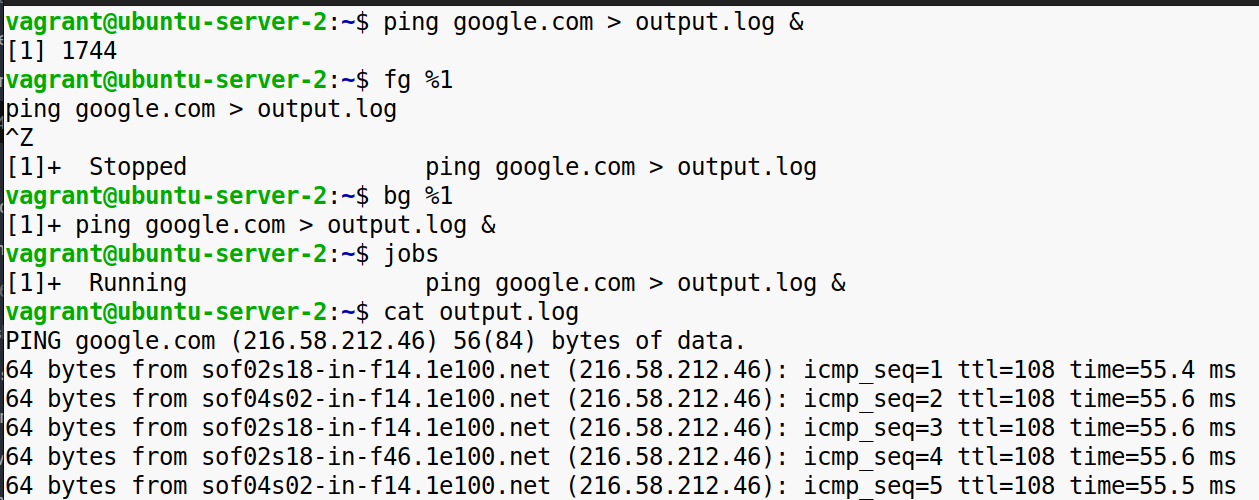 vagrant@ubuntu-server-2:~$ ping google.com > output.log &
[1] 1744
vagrant@ubuntu-server-2:~$ fg %1
ping google.com > output.log
^Z
[1]+  Stopped                 ping google.com > output.log
vagrant@ubuntu-server-2:~$ bg %1
[1]+ ping google.com > output.log &
vagrant@ubuntu-server-2:~$ jobs
[1]+  Running                 ping google.com > output.log &
vagrant@ubuntu-server-2:~$ cat output.log
PING google.com (216.58.212.46) 56(84) bytes of data.
64 bytes from sof02s18-in-f14.1e100.net (216.58.212.46): icmp_seq=1 ttl=108 time=55.4 ms
64 bytes from sof04s02-in-f14.1e100.net (216.58.212.46): icmp_seq=2 ttl=108 time=55.6 ms
64 bytes from sof02s18-in-f14.1e100.net (216.58.212.46): icmp_seq=3 ttl=108 time=55.6 ms
64 bytes from sof02s18-in-f46.1e100.net (216.58.212.46): icmp_seq=4 ttl=108 time=55.6 ms
64 bytes from sof04s02-in-f14.1e100.net (216.58.212.46): icmp_seq=5 ttl=108 time=55.5 ms